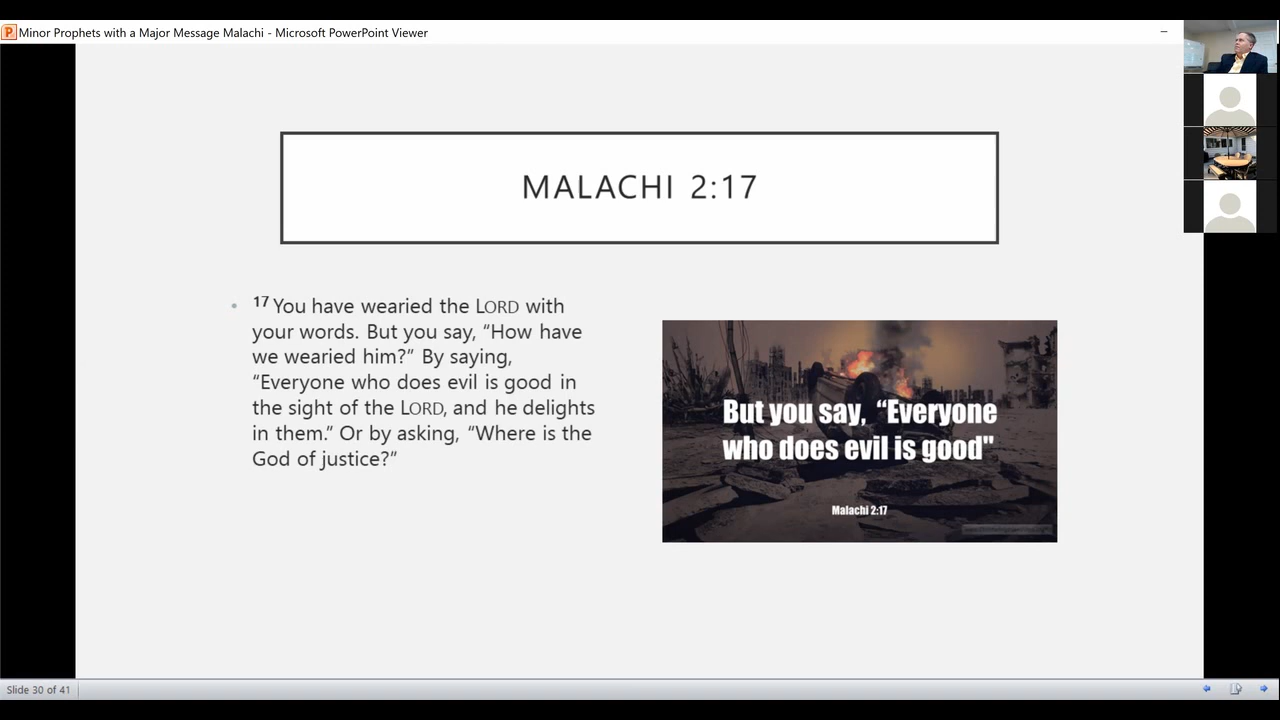 Minor Prophets with a Major Message Malachi - Microsoft PowerPoint Viewer
MALACHI 2:17
17 You have wearied the LORD with
your words. But you say, “How have
we wearied him?” By saying,
“Everyone who does evil is good in
the sight of the LORD, and he delights
in them.” Or by asking, “Where is the
God of justice?”
But you say, “Everyone
who does evil is good"
Malachi 2:17
Slide 30 of 41